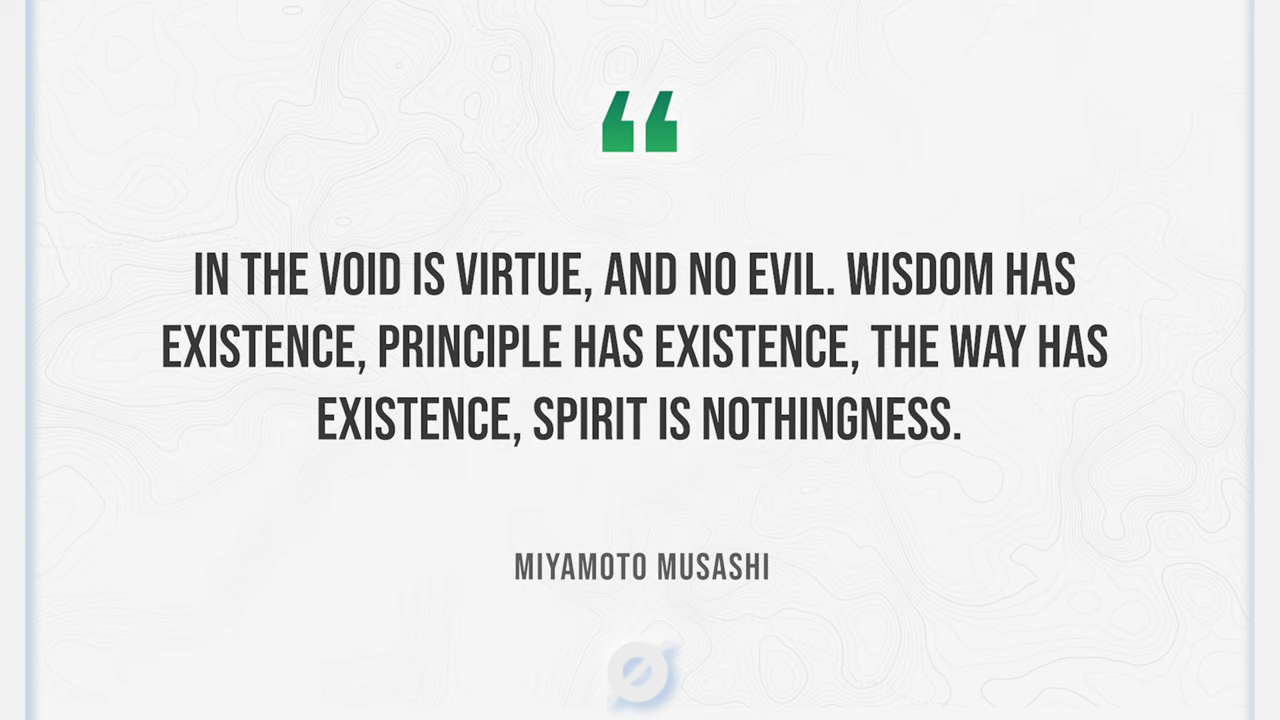 “
IN THE VOID IS VIRTUE, AND NO EVIL. WISDOM HAS
EXISTENCE, PRINCIPLE HAS EXISTENCE, THE WAY HAS
EXISTENCE, SPIRIT IS NOTHINGNESS.
MIYAMOTO MUSASHI